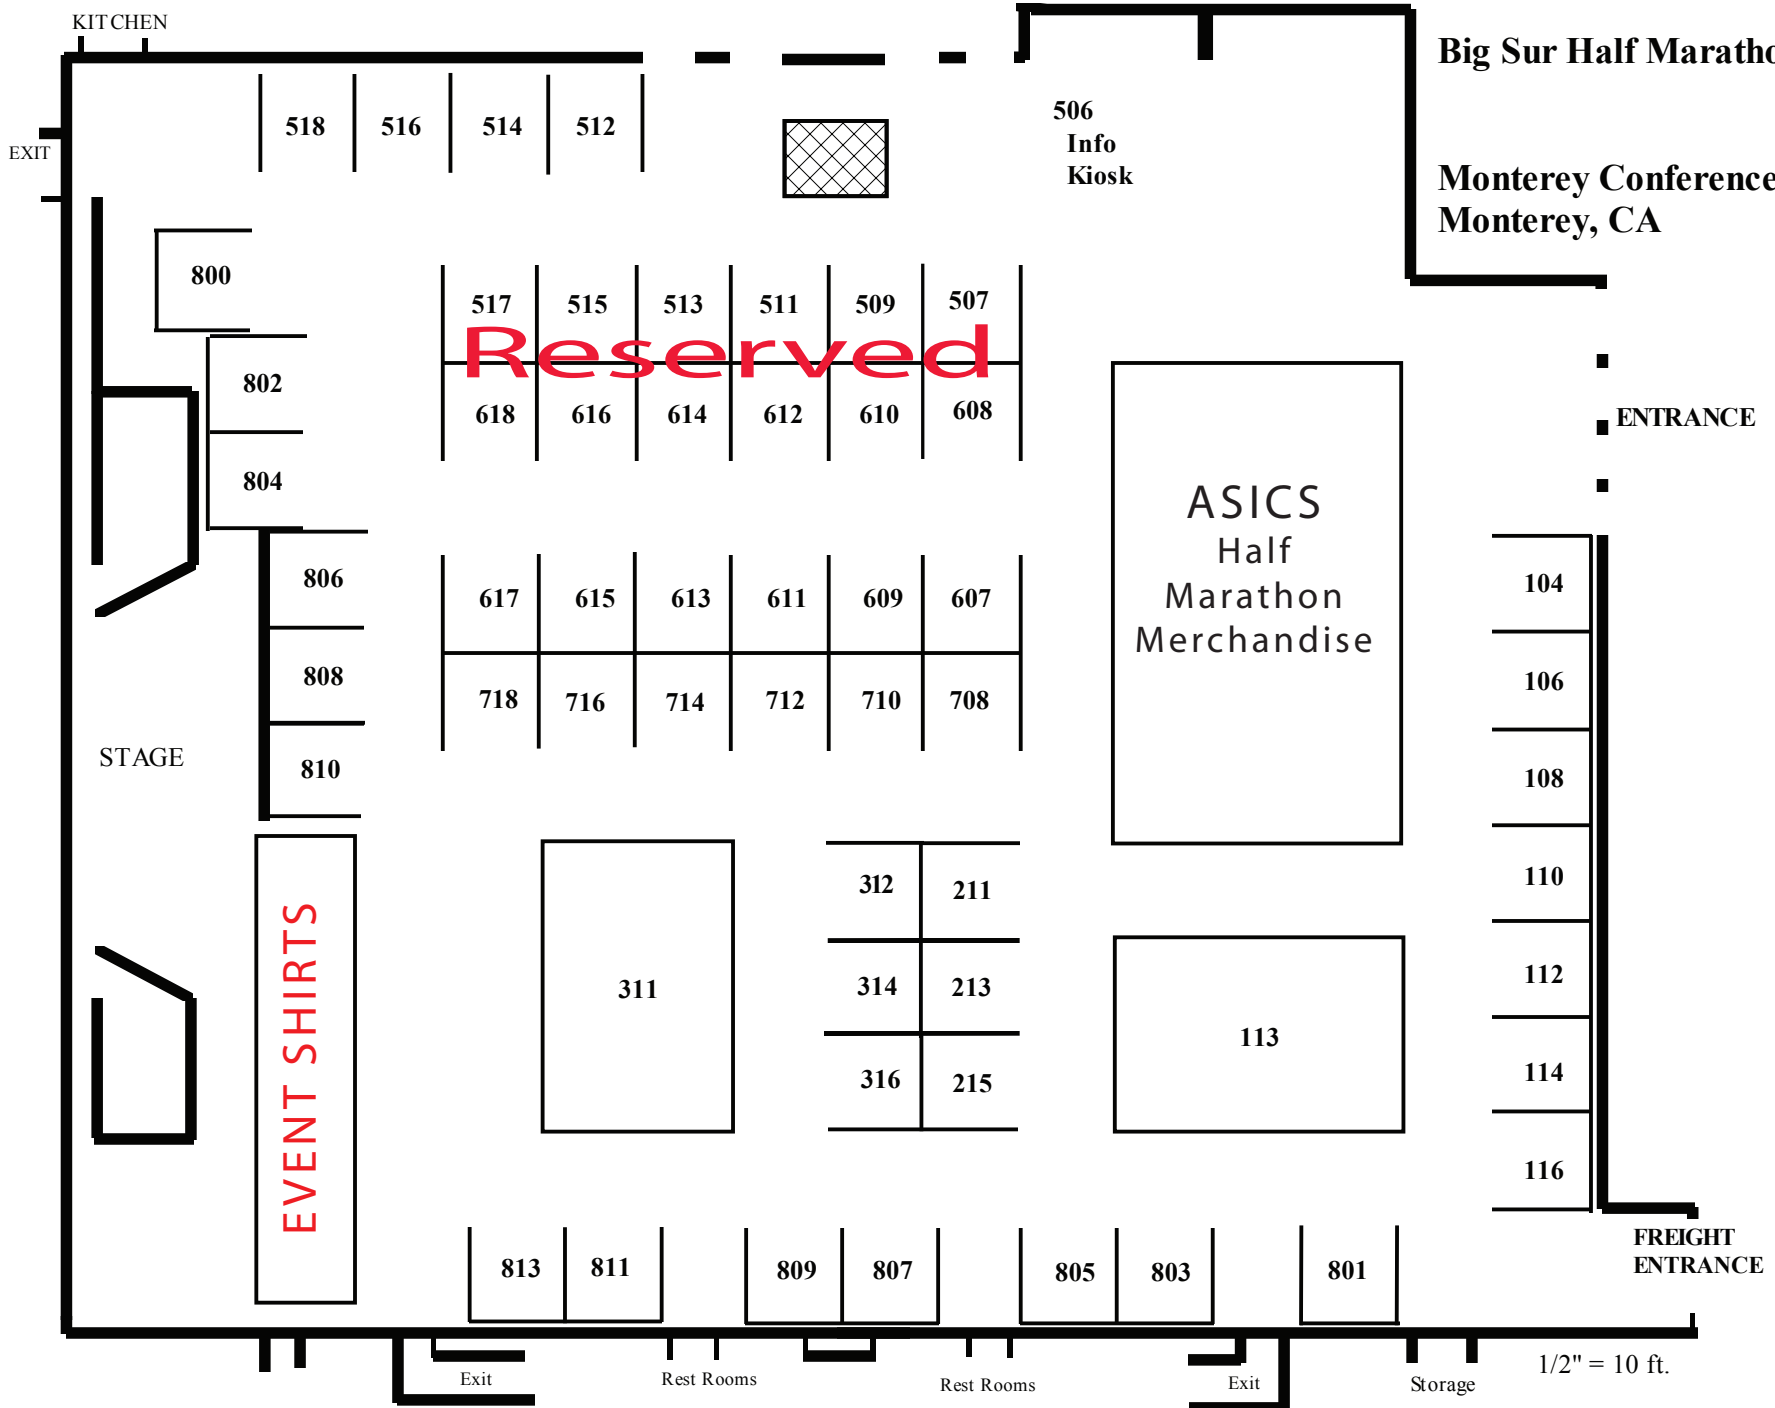 KITCHEN
Big Sur Half Maratho
EXIT
518 516 514 512
506
Info
Kiosk
Monterey Conference
Monterey, CA
800
517 515 513 511 509 507
Reserved
802
618 616 614 612 610 608
ENTRANCE
804
ASICS
Half
Marathon
Merchandise
806
617 615 613 611 609 607
104
808
718 716 714 712 710 708
106
STAGE
810
108
312 211
110
EVENT SHIRTS
311
314 213
112
113
316 215
114
116
813 811 809 807 805 803 801
FREIGHT
ENTRANCE
Exit
Rest Rooms
Rest Rooms
Exit
Storage
1/2" = 10 ft.